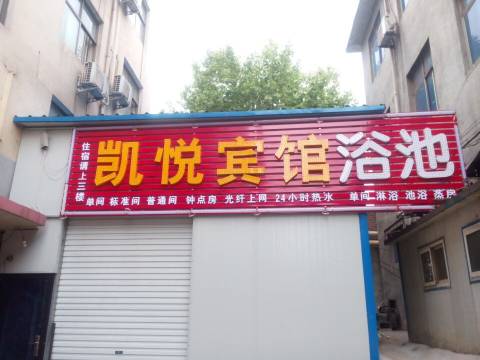 住宿请上三楼
凯悦宾馆浴池
单间 标准间 普通间 钟点房 光纤上网 24小时热水 单间 淋浴 池浴 蒸房